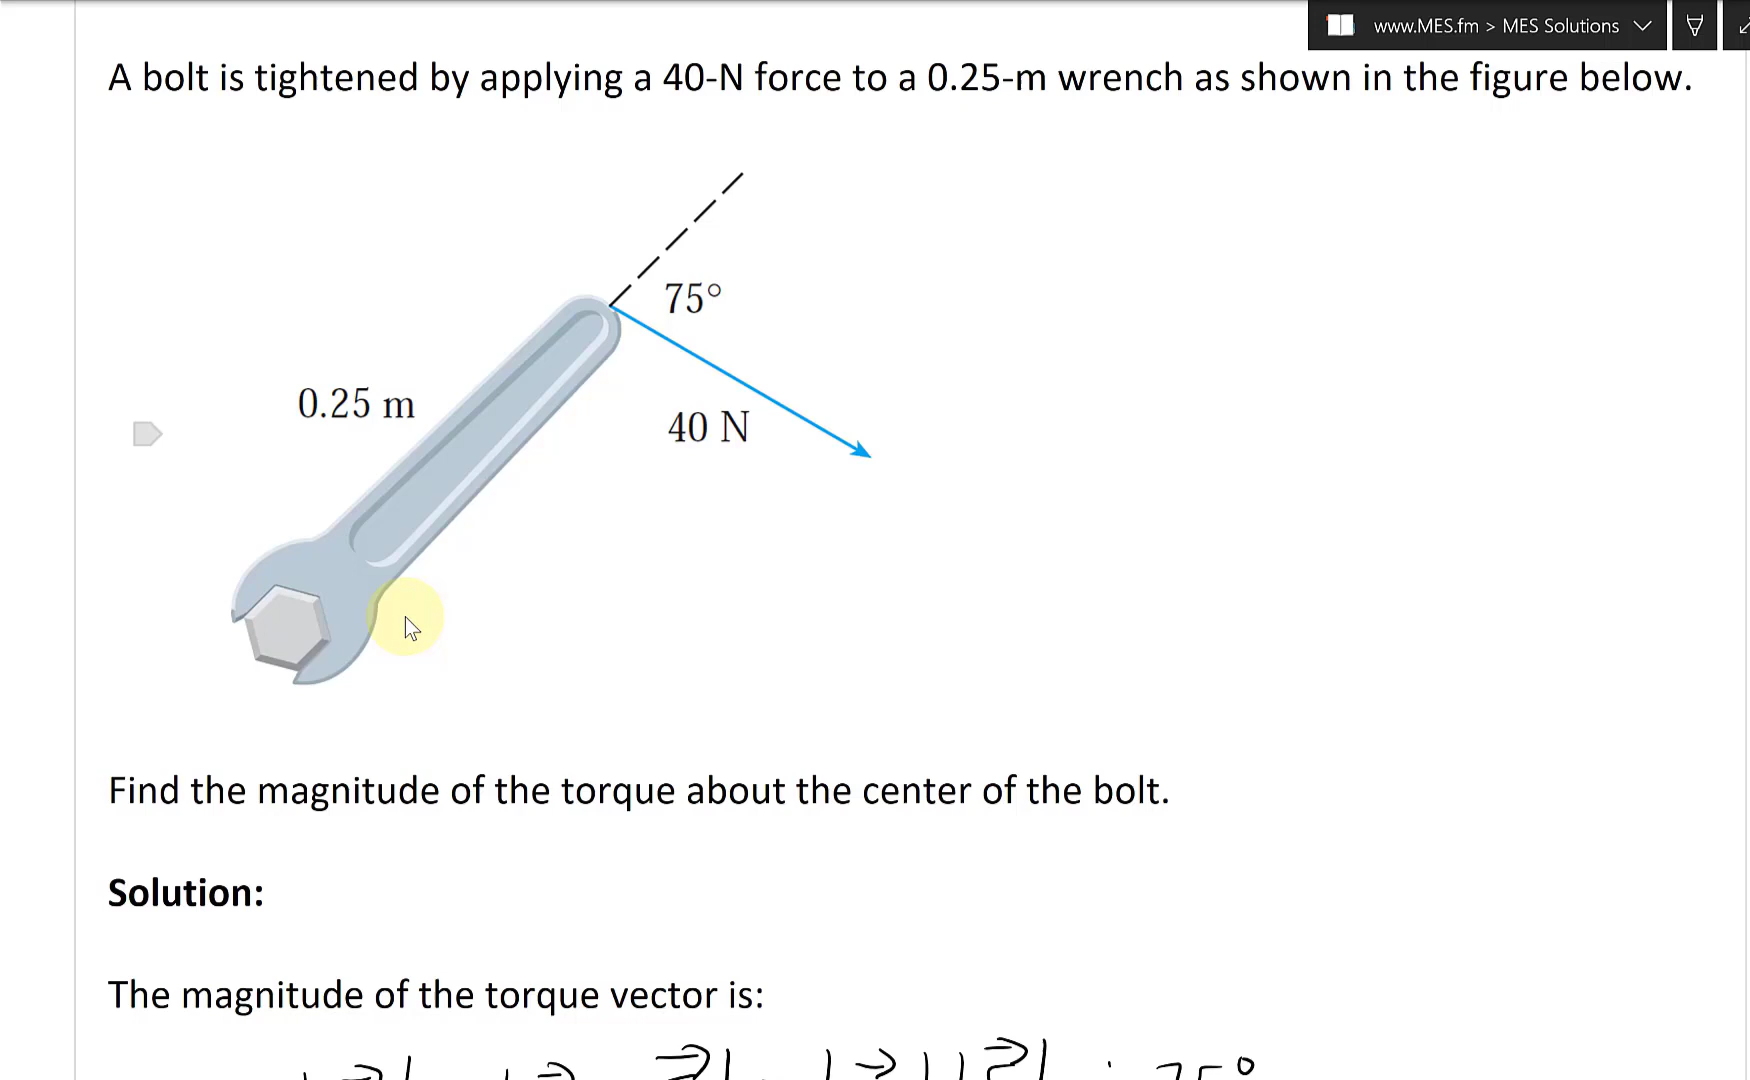 www.MES.fm > MES Solutions
A bolt is tightened by applying a 40-N force to a 0.25-m wrench as shown in the figure below.
75°
0.25 m
40 N
Find the magnitude of the torque about the center of the bolt.
Solution:
The magnitude of the torque vector is:
75°